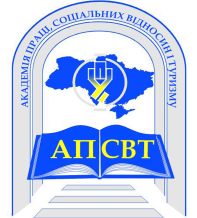 АКАДЕМІЯ ПРАЦІ, СОЦІАЛЬНИХ ВІДНОСИН І ТУРИЗМУ
АПСВТ